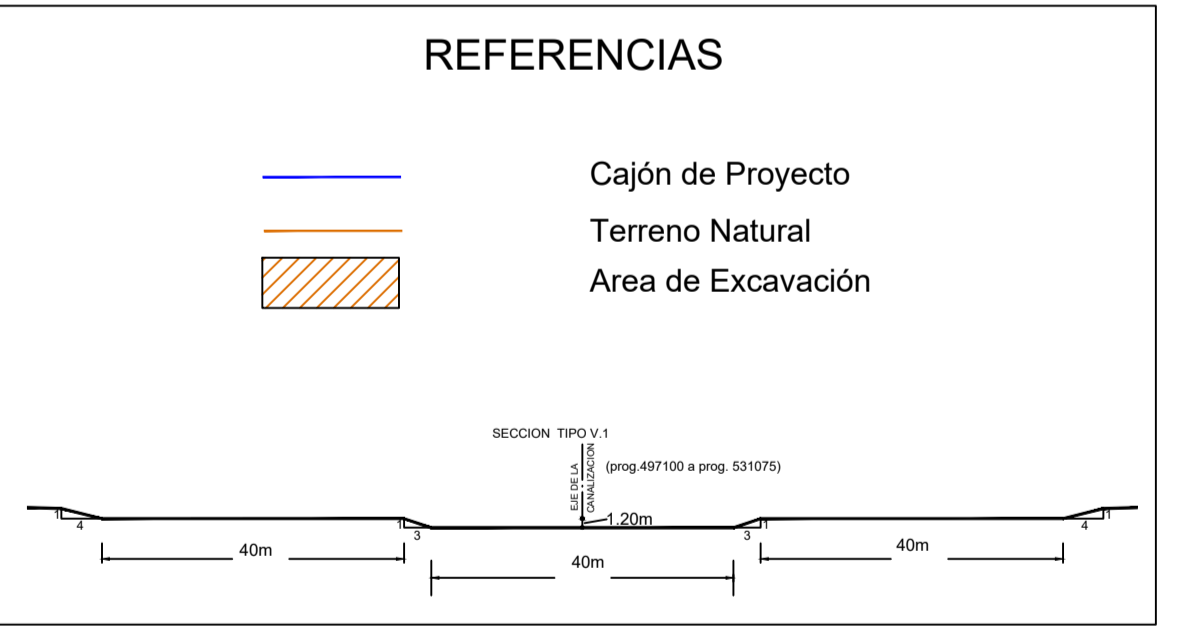 REFERENCIAS
Cajón de Proyecto
Terreno Natural
Area de Excavación
SECCION TIPO V.1
EJE DE LA
CANALIZACION
(prog.497100 a prog. 531075)
1
4
1
3
1.20m
3
1
4
1
40m
40m
40m